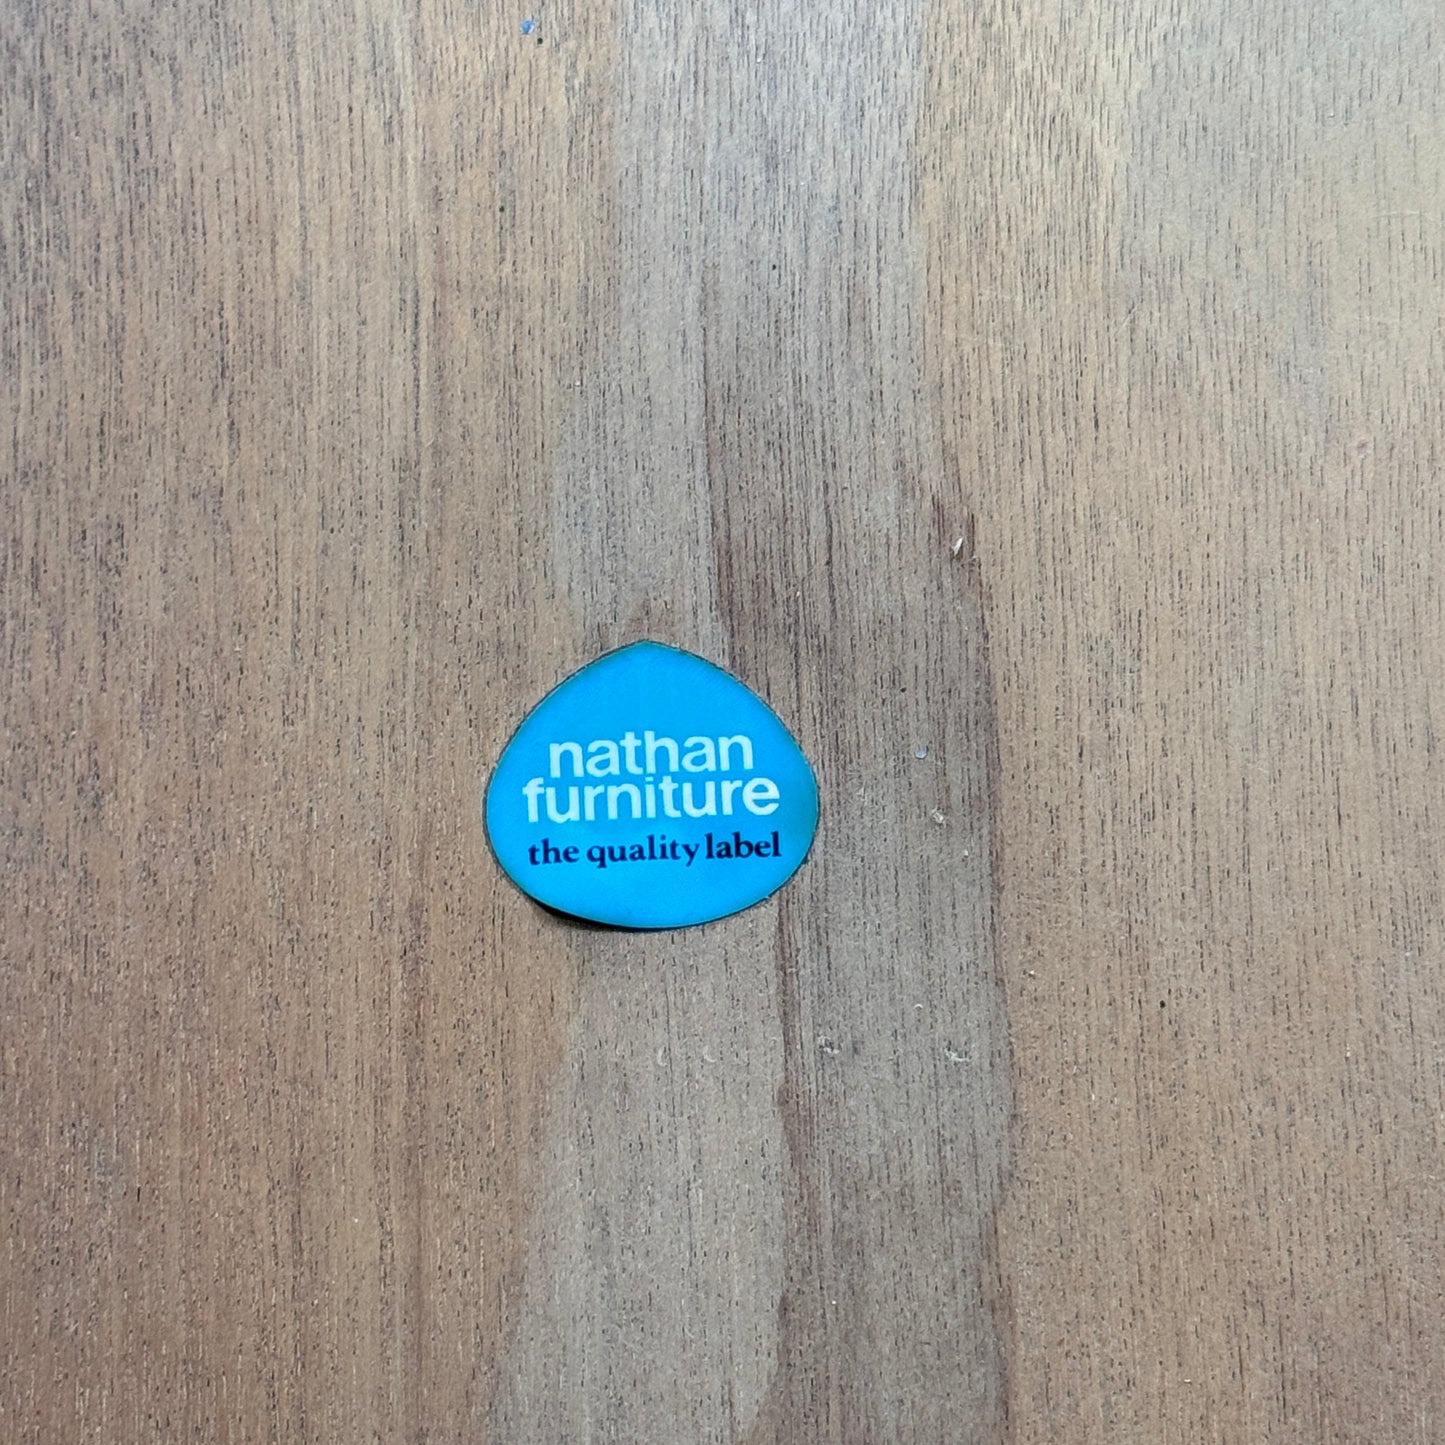 nathan
furniture
the quality label